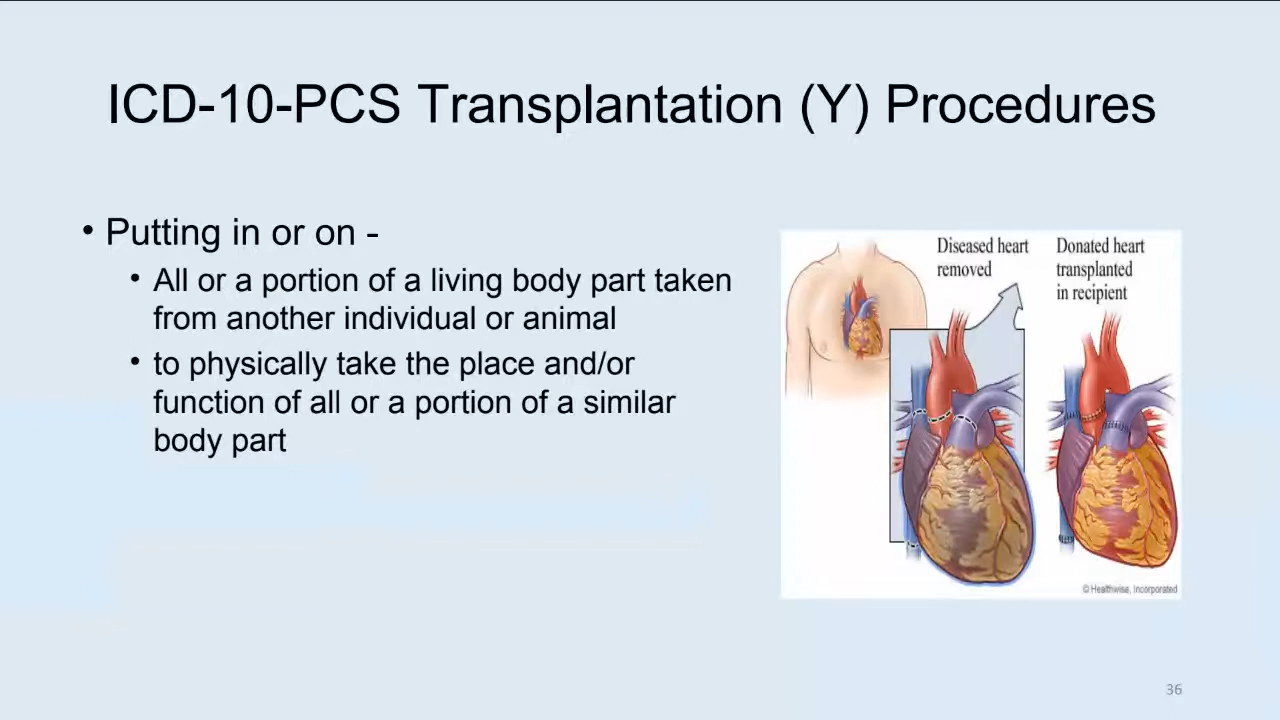 ICD-10-PCS Transplantation (Y) Procedures
• Putting in or on -
• All or a portion of a living body part taken
from another individual or animal
• to physically take the place and/or
function of all or a portion of a similar
body part
Diseased heart
removed
Donated heart
transplanted
in recipient
© Healthwise, Incorporated
36